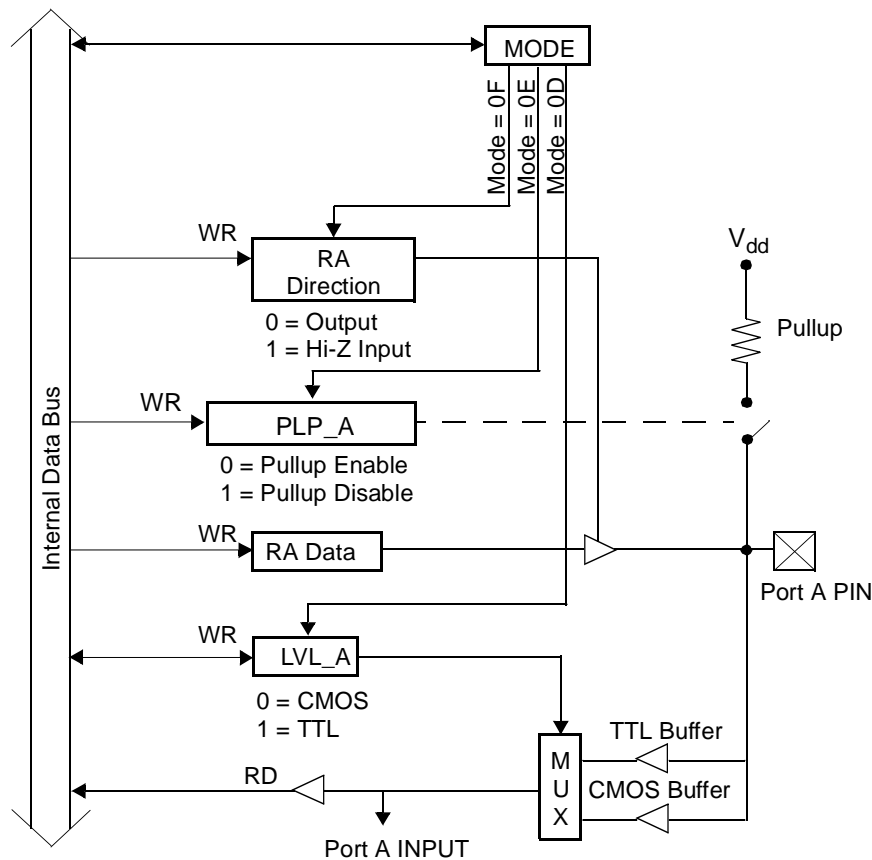 MODE
Mode = 0F
Mode = 0E
Mode = 0D
WR
RA
Direction
0 = Output
1 = Hi-Z Input
Vdd
Pullup
WR
PLP_A
0 = Pullup Enable
1 = Pullup Disable
Internal Data Bus
WR
RA Data
Port A PIN
WR
LVL_A
0 = CMOS
1 = TTL
TTL Buffer
M
U
X
CMOS Buffer
RD
Port A INPUT